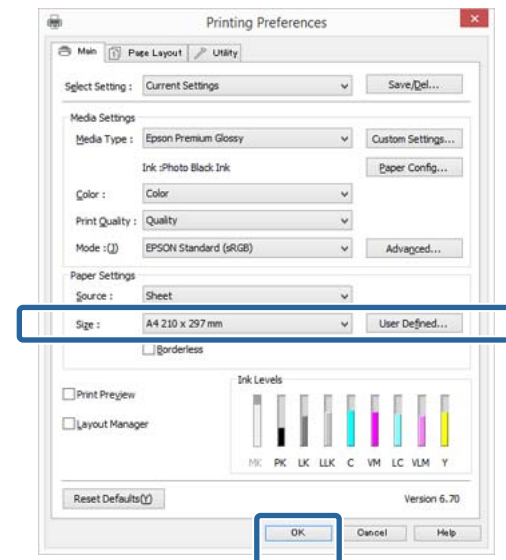 Printing Preferences
Main Page Layout Utility
Select Setting : Current Settings Save/Del...
Media Settings
Media Type : Epson Premium Glossy Custom Settings...
Ink :Photo Black Ink Paper Config...
Color : Color
Print Quality : Quality
Mode :(J) EPSON Standard (sRGB) Advanced...
Paper Settings
Source : Sheet
Size : A4 210 x 297 mm User Defined...
Borderless
Ink Levels
Print Preview
Layout Manager
MK PK LK LLK C VM LC VLM Y
Reset Defaults(Y) Version 6.70
OK Cancel Help